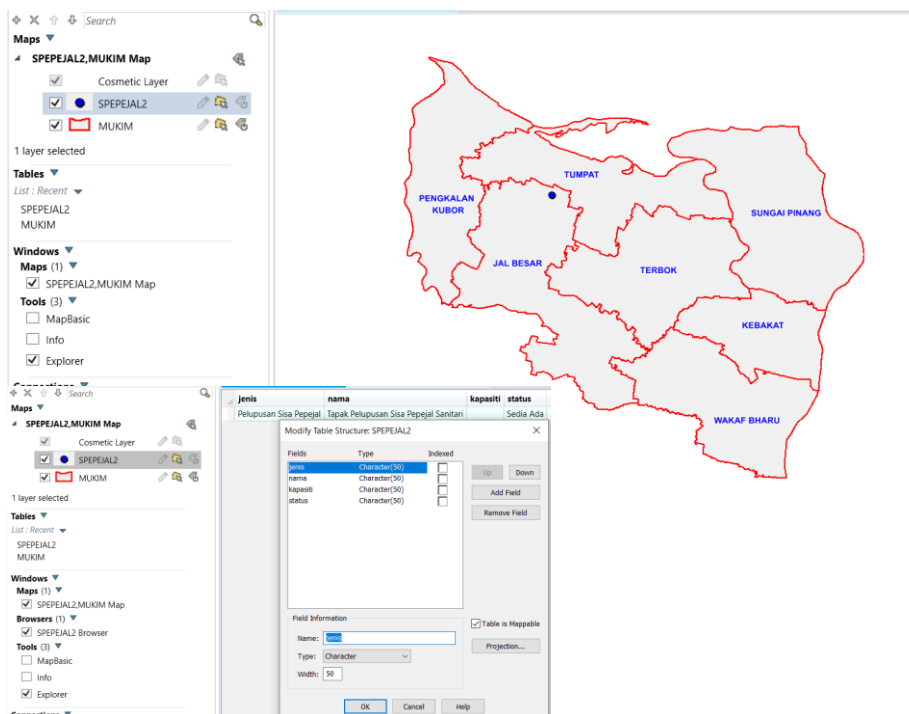 Search
Maps
SPEPEJAL2,MUKIM Map
Cosmetic Layer
SPEPEJAL2
MUKIM
1 layer selected
Tables
List : Recent
SPEPEJAL2
MUKIM
Windows
Maps (1)
SPEPEJAL2,MUKIM Map
Tools (3)
MapBasic
Info
Explorer
TUMPAT
PENGKALAN
KUBOR
SUNGAI PINANG
JAL BESAR
TERBOK
KEBAKAT
WAKAF BHARU
Search
Maps
SPEPEJAL2,MUKIM Map
Cosmetic Layer
SPEPEJAL2
MUKIM
1 layer selected
Tables
List : Recent
SPEPEJAL2
MUKIM
Windows
Maps (1)
SPEPEJAL2,MUKIM Map
Browsers (1)
SPEPEJAL2 Browser
Tools (3)
MapBasic
Info
Explorer
jenis nama kapasiti status
Pelupusan Sisa Pepejal Tapak Pelupusan Sisa Pepejal Sanitari Sedia Ada
Modify Table Structure: SPEPEJAL2
Fields Type Indexed
jenis Character(50)
nama Character(50)
kapasiti Character(50)
status Character(50)
Up Down
Add Field
Remove Field
Field Information
Table is Mappable
Name: jenis
Projection...
Type: Character
Width: 50
OK Cancel Help